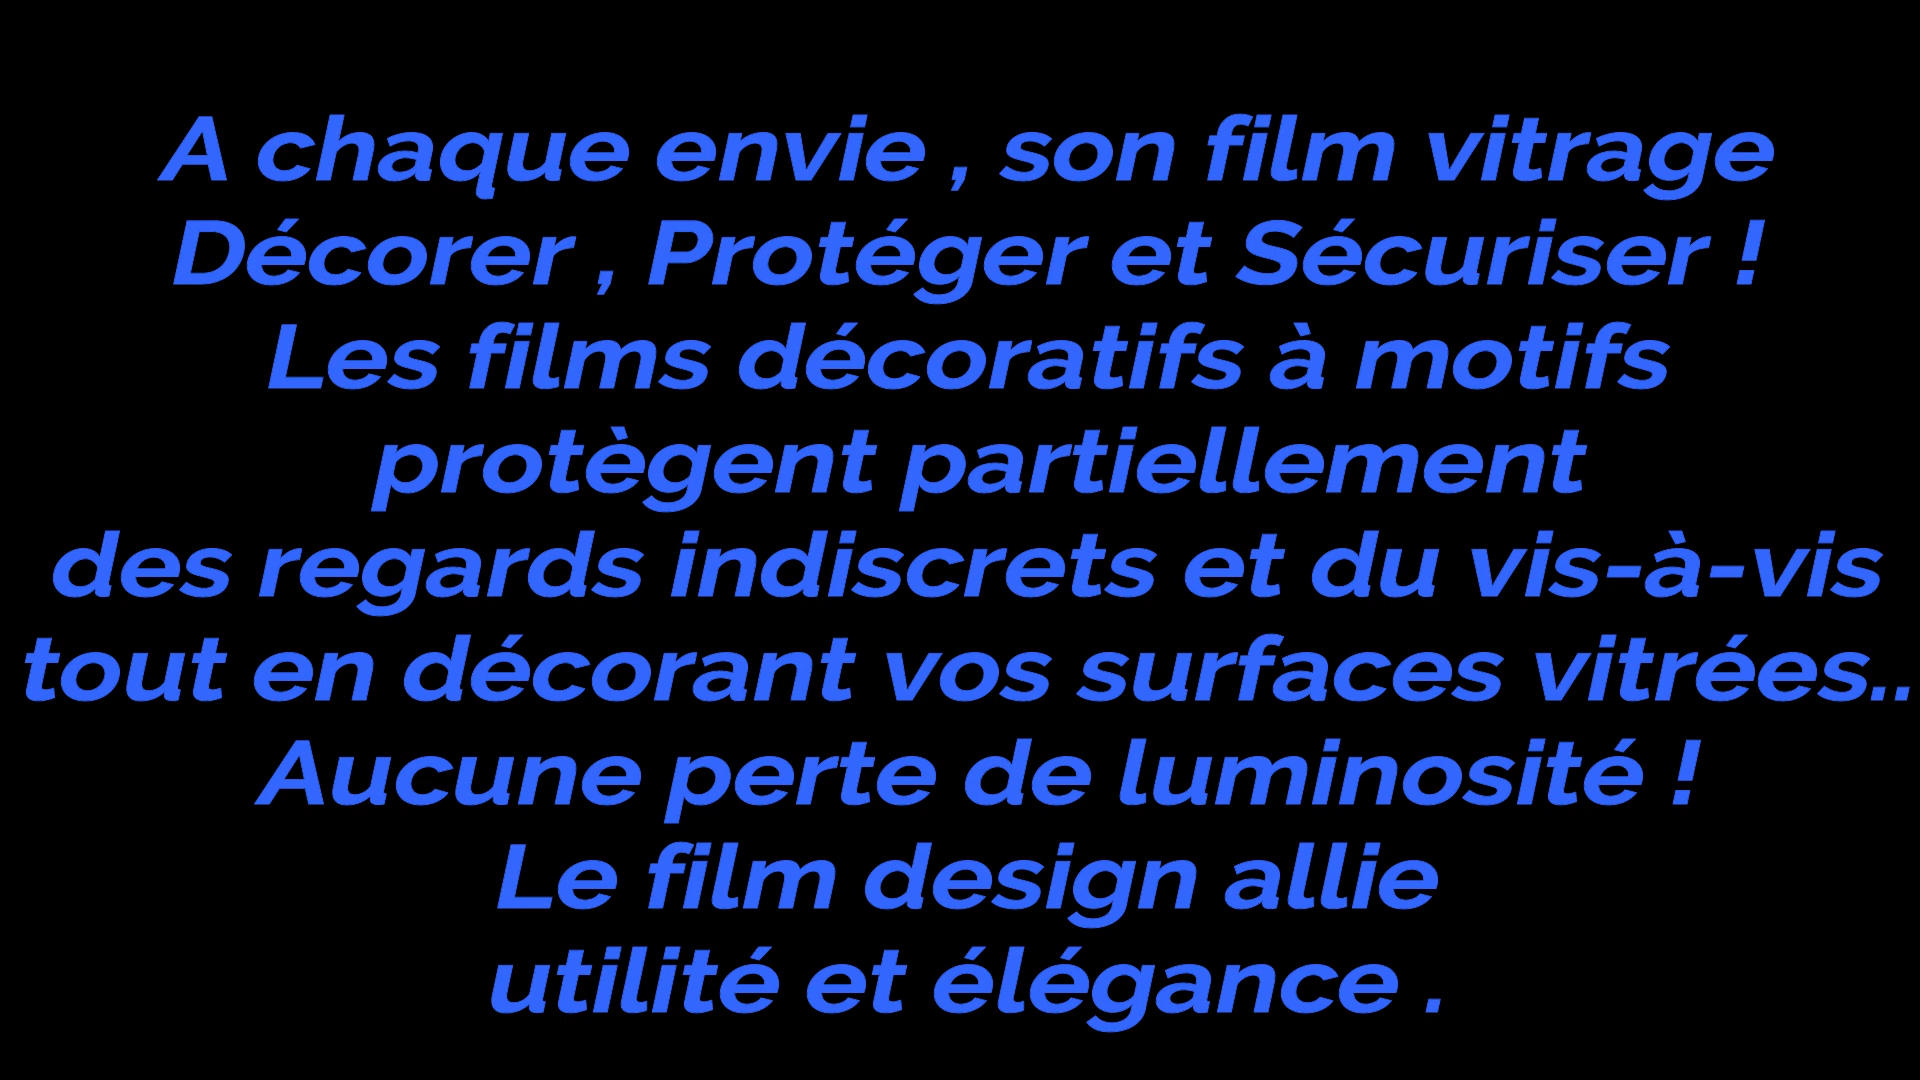 A chaque envie , son film vitrage
Décorer , Protéger et Sécuriser !
Les films décoratifs à motifs
protègent partiellement
des regards indiscrets et du vis-à-vis
tout en décorant vos surfaces vitrées..
Aucune perte de luminosité !
Le film design allie
utilité et élégance .